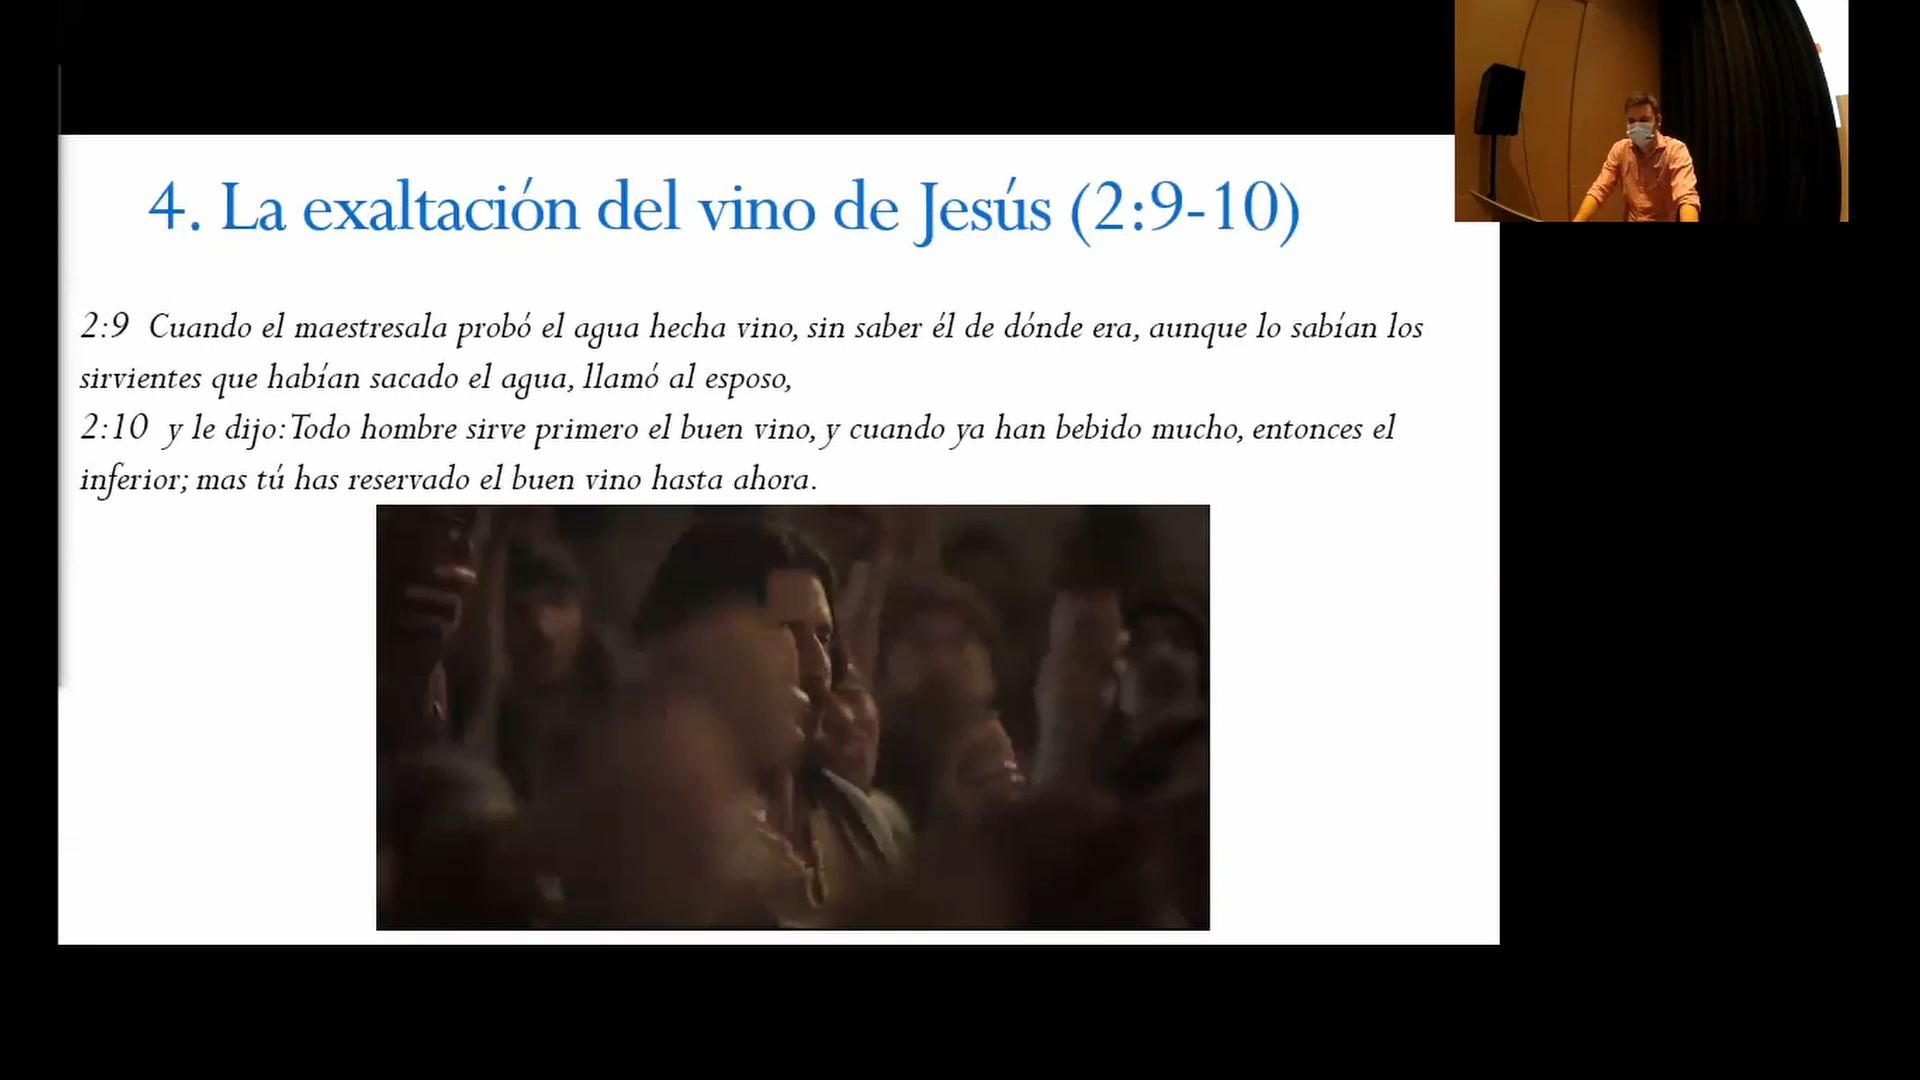 4. La exaltación del vino de Jesús (2:9-10)
2:9 Cuando el maestresala probó el agua hecha vino, sin saber él de dónde era, aunque lo sabían los
sirvientes que habían sacado el agua, llamó al esposo,
2:10 y le dijo: Todo hombre sirve primero el buen vino, y cuando ya han bebido mucho, entonces el
inferior; mas tú has reservado el buen vino hasta ahora.